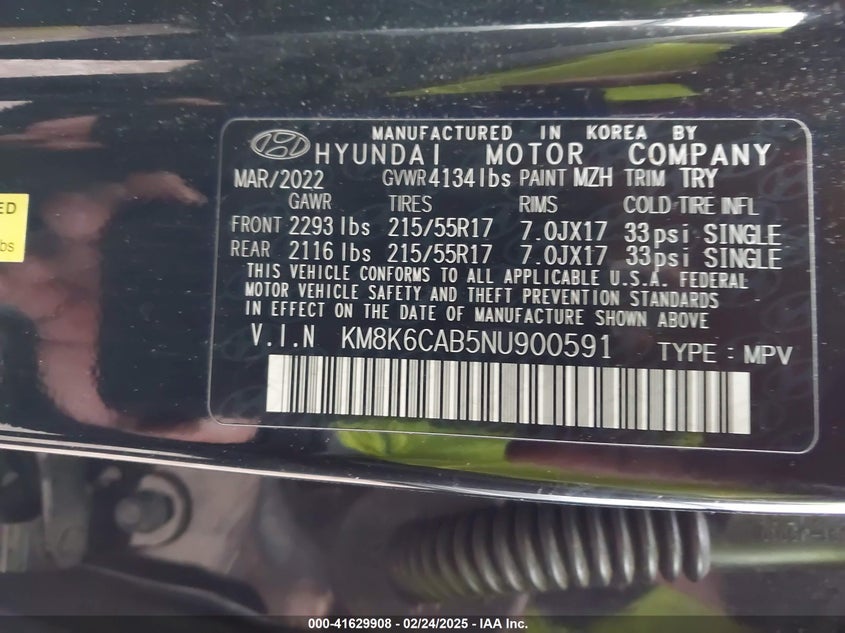 MANUFACTURED IN KOREA BY
HYUNDAI MOTOR COMPANY
MAR/2022 GVWR 4134 lbs PAINT MZH TRIM TRY
GAWR TIRES RIMS COLD TIRE INFL
FRONT 2293 lbs 215/55R17 7.0JX17 33psi SINGLE
REAR 2116 lbs 215/55R17 7.0JX17 33psi SINGLE
THIS VEHICLE CONFORMS TO ALL APPLICABLE U.S.A. FEDERAL
MOTOR VEHICLE SAFETY AND THEFT PREVENTION STANDARDS
IN EFFECT ON THE DATE OF MANUFACTURE SHOWN ABOVE
V.I.N KM8K6CAB5NU900591 TYPE : MPV
ED
lbs
000-41629908 - 02/24/2025 - IAA Inc.